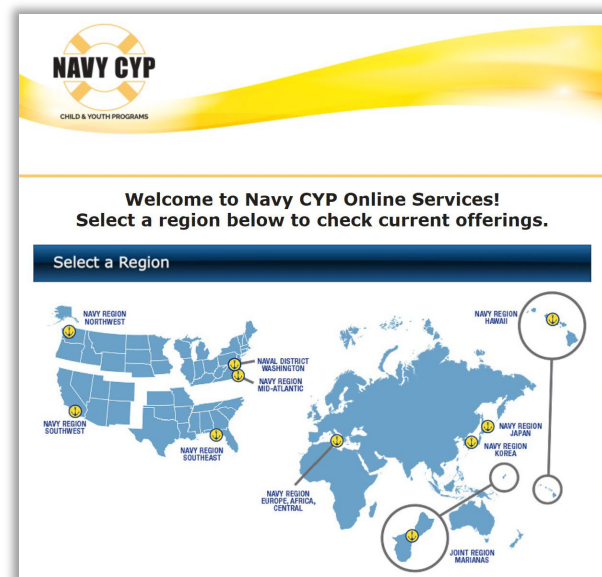 NAVY CYP
CHILD & YOUTH PROGRAMS
Welcome to Navy CYP Online Services!
Select a region below to check current offerings.
Select a Region
NAVY REGION
NORTHWEST
NAVY REGION
HAWAII
NAVAL DISTRICT
WASHINGTON
NAVY REGION
MID-ATLANTIC
NAVY REGION
SOUTHWEST
NAVY REGION
SOUTHEAST
NAVY REGION
JAPAN
NAVY REGION
KOREA
NAVY REGION
EUROPE, AFRICA,
CENTRAL
JOINT REGION
MARIANAS